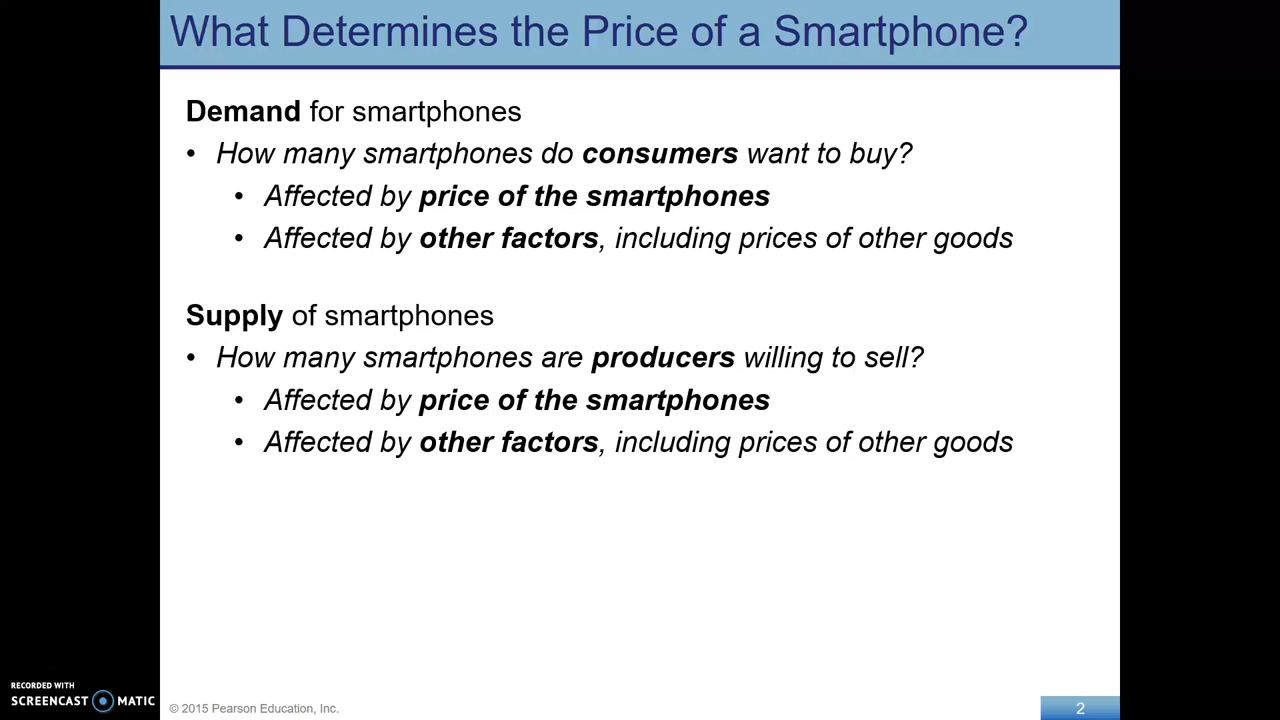 What Determines the Price of a Smartphone?
Demand for smartphones
• How many smartphones do consumers want to buy?
• Affected by price of the smartphones
• Affected by other factors, including prices of other goods
Supply of smartphones
• How many smartphones are producers willing to sell?
• Affected by price of the smartphones
• Affected by other factors, including prices of other goods
RECORDED WITH
SCREENCAST MATIC
© 2015 Pearson Education, Inc.
2